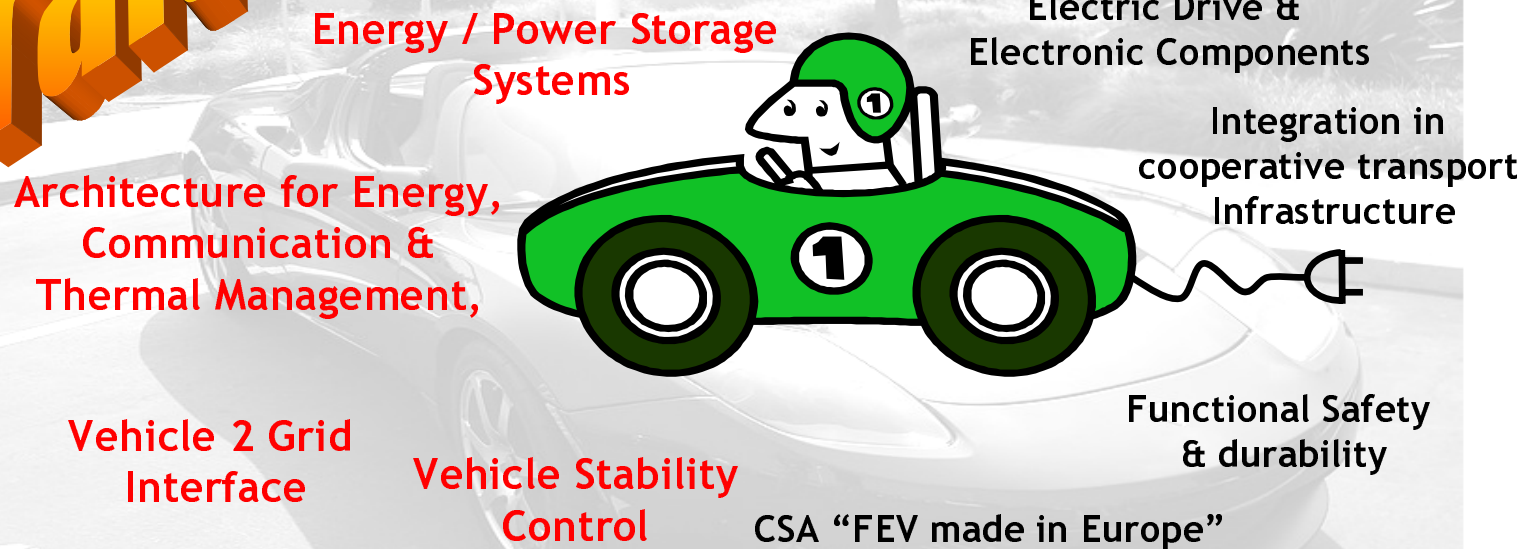 Energy / Power Storage
Systems
Electric Drive &
Electronic Components
Integration in
cooperative transport
Infrastructure
Architecture for Energy,
Communication &
Thermal Management,
1
1
Functional Safety
& durability
Vehicle 2 Grid
Interface
Vehicle Stability
Control
CSA “FEV made in Europe”